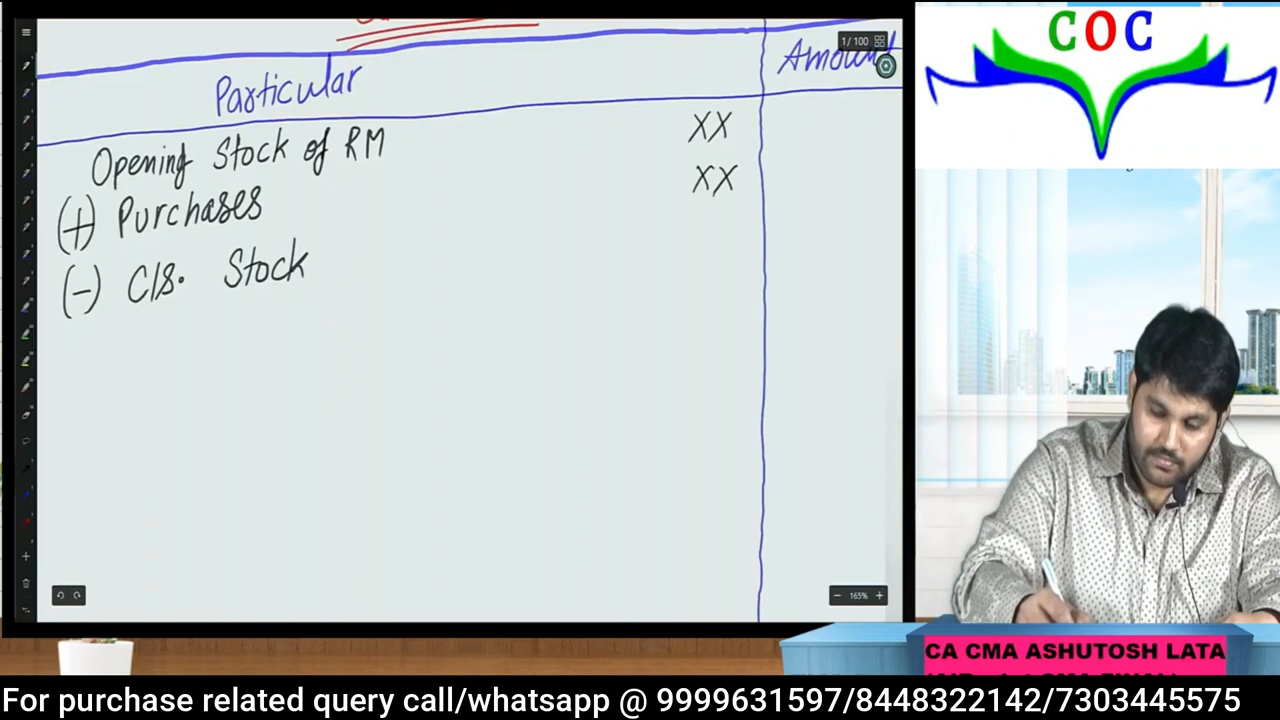 COC
1/100
Particular
Amount
Opening Stock of RM XX
(+) Purchases XX
(-) C/s. Stock
165%
CA CMA ASHUTOSH LATA
For purchase related query call/whatsapp @ 9999631597/8448322142/7303445575